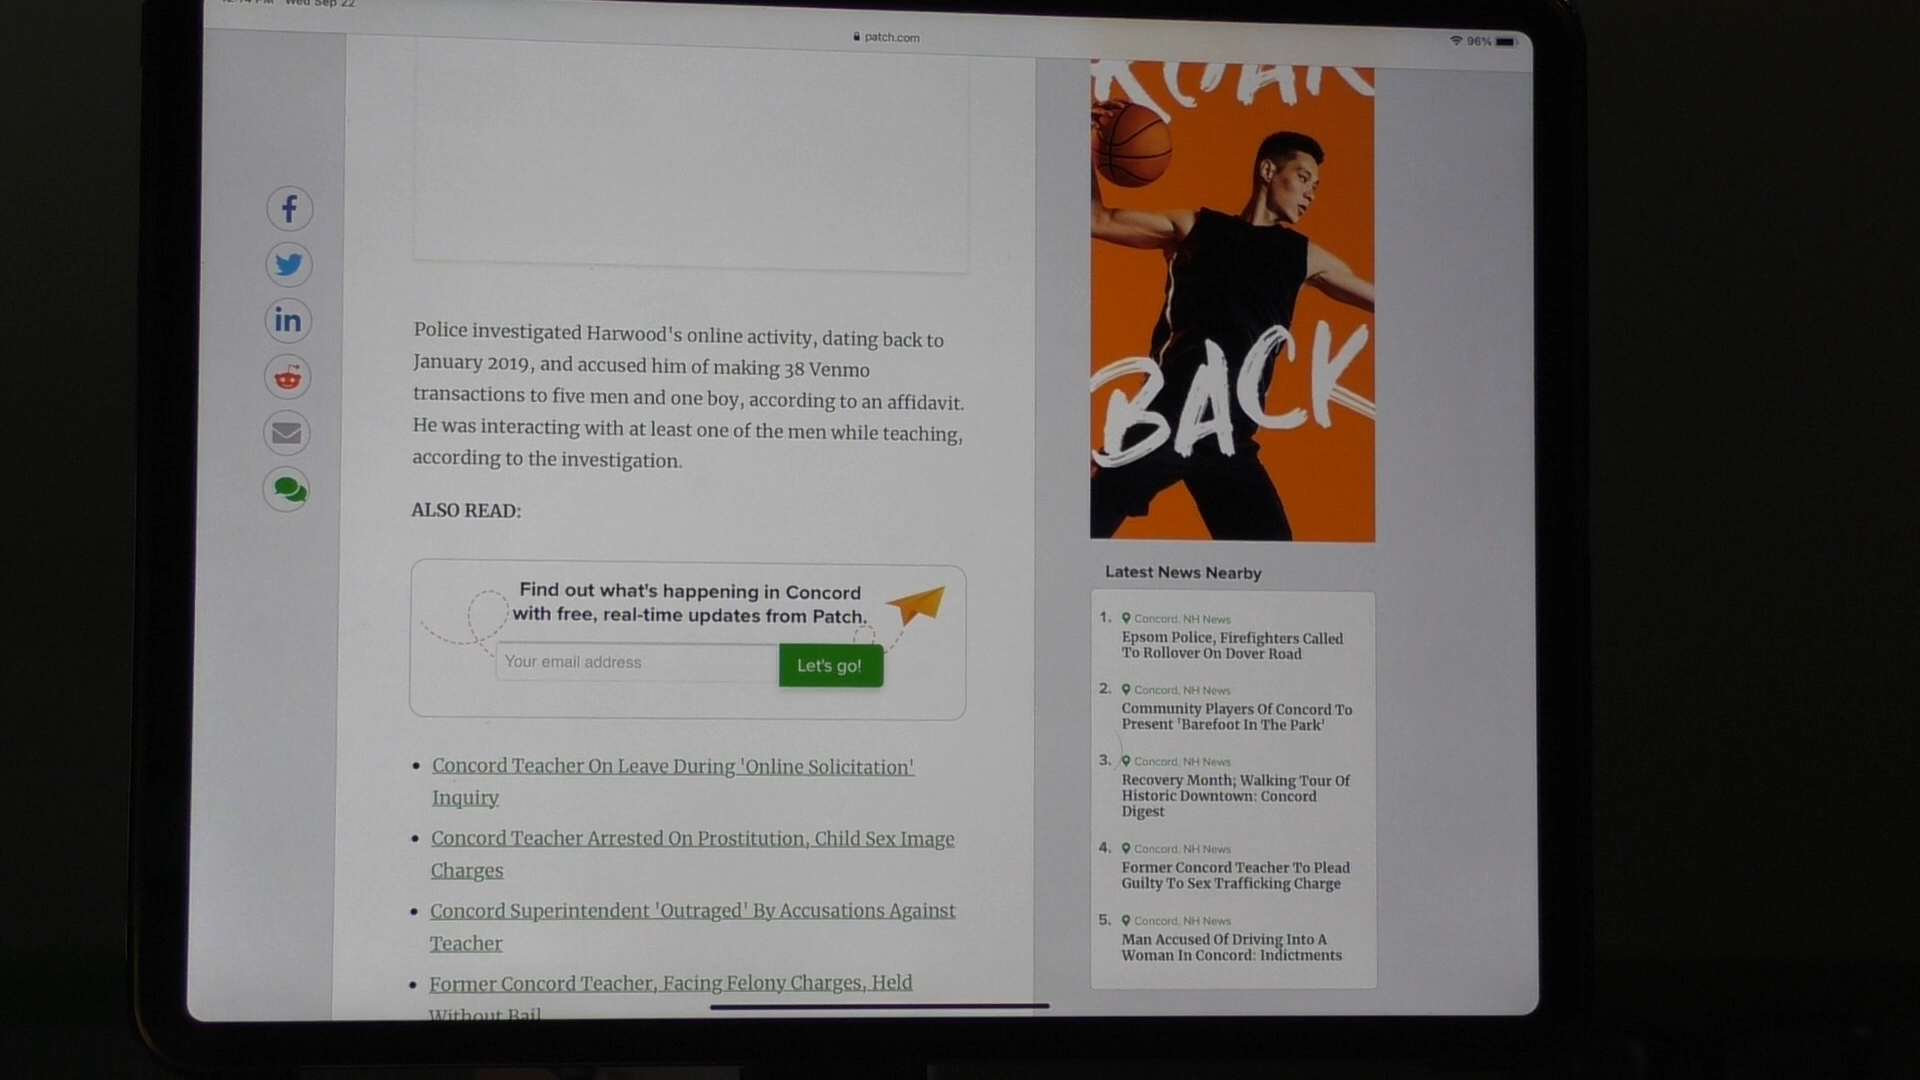 Wed Sep 22
patch.com
96%
BACK
Police investigated Harwood's online activity, dating back to
January 2019, and accused him of making 38 Venmo
transactions to five men and one boy, according to an affidavit.
He was interacting with at least one of the men while teaching,
according to the investigation.
ALSO READ:
Find out what's happening in Concord
with free, real-time updates from Patch.
Your email address
Let's go!
Concord Teacher On Leave During 'Online Solicitation'
Inquiry
Concord Teacher Arrested On Prostitution, Child Sex Image
Charges
Concord Superintendent 'Outraged' By Accusations Against
Teacher
Former Concord Teacher, Facing Felony Charges, Held
Without Bail
Latest News Nearby
1. Concord, NH News
Epsom Police, Firefighters Called
To Rollover On Dover Road
2. Concord, NH News
Community Players Of Concord To
Present 'Barefoot In The Park'
3. Concord, NH News
Recovery Month; Walking Tour Of
Historic Downtown: Concord
Digest
4. Concord, NH News
Former Concord Teacher To Plead
Guilty To Sex Trafficking Charge
5. Concord, NH News
Man Accused Of Driving Into A
Woman In Concord: Indictments